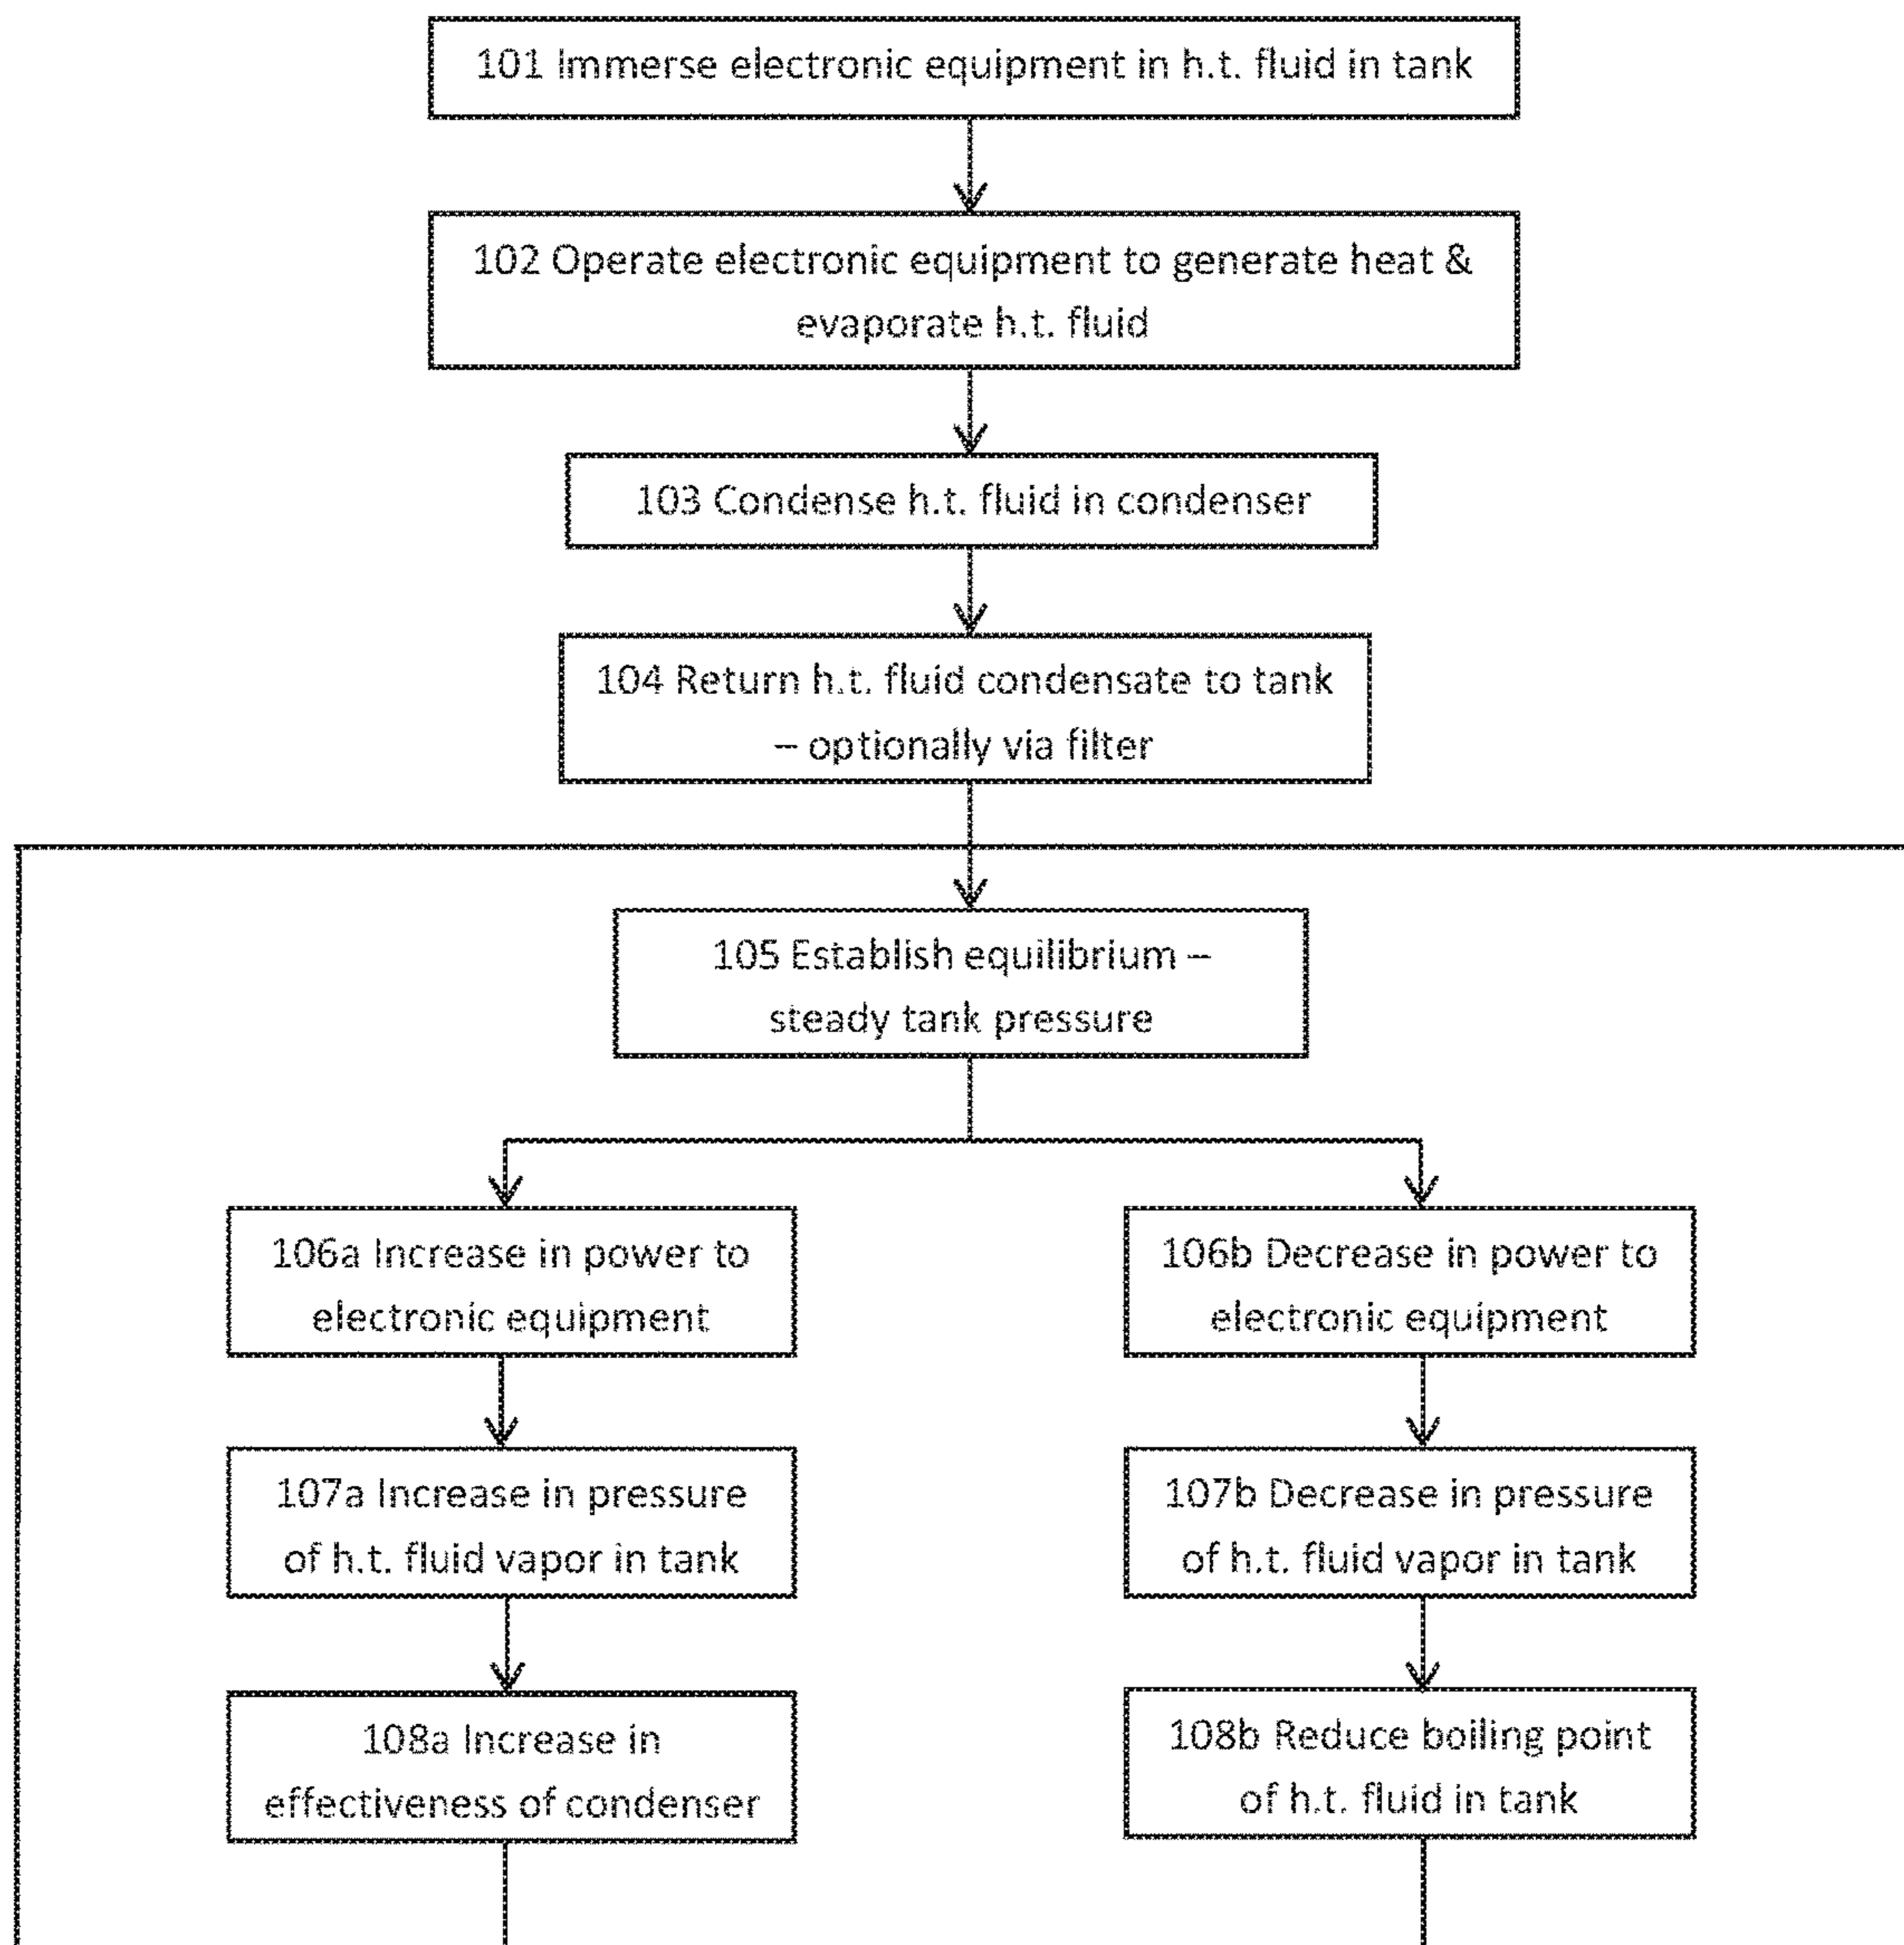 101 Immerse electronic equipment in h.t. fluid in tank
102 Operate electronic equipment to generate heat &
evaporate h.t. fluid
103 Condense h.t. fluid in condenser
104 Return h.t. fluid condensate to tank
– optionally via filter
105 Establish equilibrium –
steady tank pressure
106a Increase in power to
electronic equipment
107a Increase in pressure
of h.t. fluid vapor in tank
108a Increase in
effectiveness of condenser
106b Decrease in power to
electronic equipment
107b Decrease in pressure
of h.t. fluid vapor in tank
108b Reduce boiling point
of h.t. fluid in tank